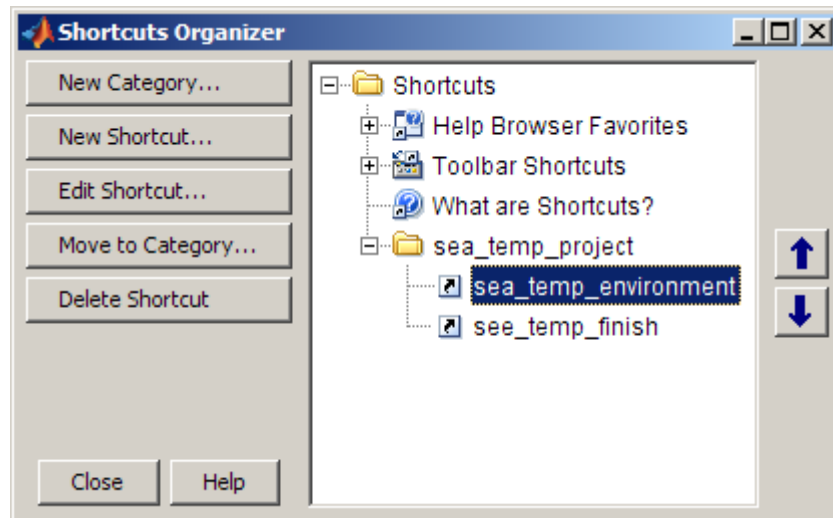 Shortcuts Organizer
New Category...
New Shortcut...
Edit Shortcut...
Move to Category...
Delete Shortcut
Close
Help
Shortcuts
Help Browser Favorites
Toolbar Shortcuts
What are Shortcuts?
sea_temp_project
sea_temp_environment
see_temp_finish